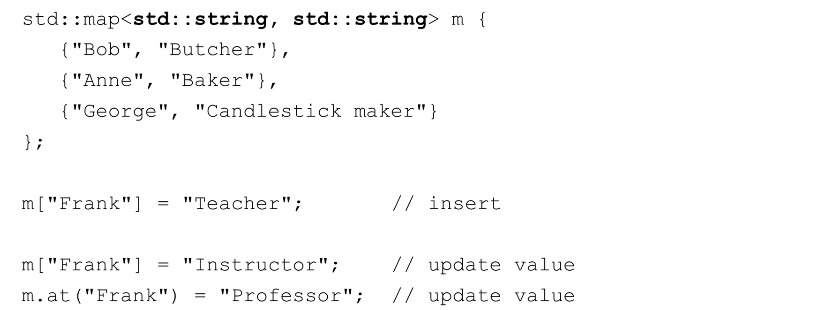 std::map<std::string, std::string> m {
   {"Bob", "Butcher"},
   {"Anne", "Baker"},
   {"George", "Candlestick maker"}
};

m["Frank"] = "Teacher";       // insert

m["Frank"] = "Instructor";    // update value
m.at("Frank") = "Professor";  // update value